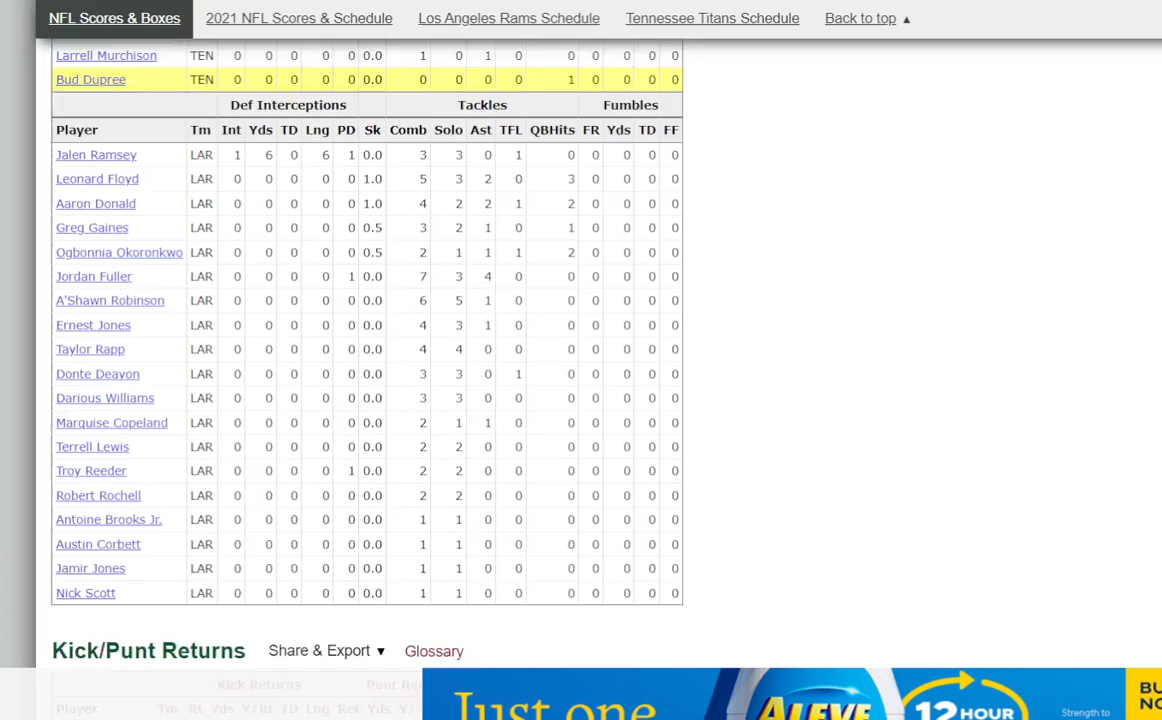 NFL Scores & Boxes 2021 NFL Scores & Schedule Los Angeles Rams Schedule Tennessee Titans Schedule Back to top ▲
Larrell Murchison TEN 0 0 0 0 0 0.0 1 0 1 0 0 0 0 0 0
Bud Dupree TEN 0 0 0 0 0 0.0 0 0 0 0 1 0 0 0 0
Def Interceptions Tackles Fumbles
Player Tm Int Yds TD Lng PD Sk Comb Solo Ast TFL QBHits FR Yds TD FF
Jalen Ramsey LAR 1 6 0 6 1 0.0 3 3 0 1 0 0 0 0 0
Leonard Floyd LAR 0 0 0 0 0 1.0 5 3 2 0 3 0 0 0 0
Aaron Donald LAR 0 0 0 0 0 1.0 4 2 2 1 2 0 0 0 0
Greg Gaines LAR 0 0 0 0 0 0.5 3 2 1 0 1 0 0 0 0
Ogbonnia Okoronkwo LAR 0 0 0 0 0 0.5 2 1 1 1 2 0 0 0 0
Jordan Fuller LAR 0 0 0 0 1 0.0 7 3 4 0 0 0 0 0 0
A'Shawn Robinson LAR 0 0 0 0 0 0.0 6 5 1 0 0 0 0 0 0
Ernest Jones LAR 0 0 0 0 0 0.0 4 3 1 0 0 0 0 0 0
Taylor Rapp LAR 0 0 0 0 0 0.0 4 4 0 0 0 0 0 0 0
Donte Deayon LAR 0 0 0 0 0 0.0 3 3 0 1 0 0 0 0 0
Darious Williams LAR 0 0 0 0 0 0.0 3 3 0 0 0 0 0 0 0
Marquise Copeland LAR 0 0 0 0 0 0.0 2 1 1 0 0 0 0 0 0
Terrell Lewis LAR 0 0 0 0 0 0.0 2 2 0 0 0 0 0 0 0
Troy Reeder LAR 0 0 0 0 1 0.0 2 2 0 0 0 0 0 0 0
Robert Rochell LAR 0 0 0 0 0 0.0 2 2 0 0 0 0 0 0 0
Antoine Brooks Jr. LAR 0 0 0 0 0 0.0 1 1 0 0 0 0 0 0 0
Austin Corbett LAR 0 0 0 0 0 0.0 1 1 0 0 0 0 0 0 0
Jamir Jones LAR 0 0 0 0 0 0.0 1 1 0 0 0 0 0 0 0
Nick Scott LAR 0 0 0 0 0 0.0 1 1 0 0 0 0 0 0 0
Kick/Punt Returns Share & Export ▼ Glossary
Kick Returns Punt Re
Player Tm Rt Yds Y/Rt TD Lng Ret Yds Y/
Just one ALEVE 12 HOUR Strength to
BU
NO